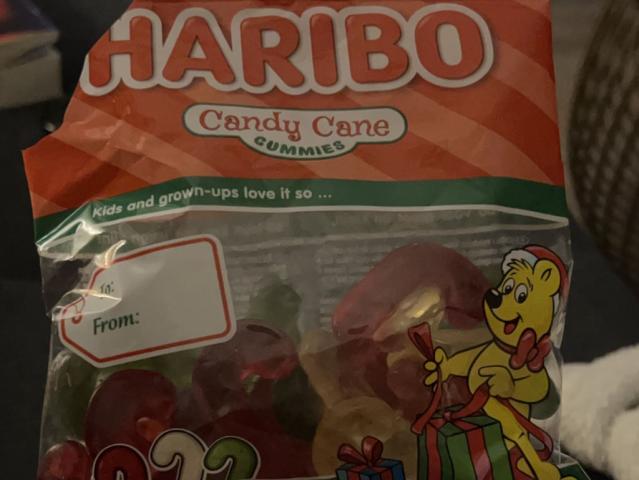 HARIBO
Candy Cane
GUMMIES
Kids and grown-ups love it so ...
To:
From: